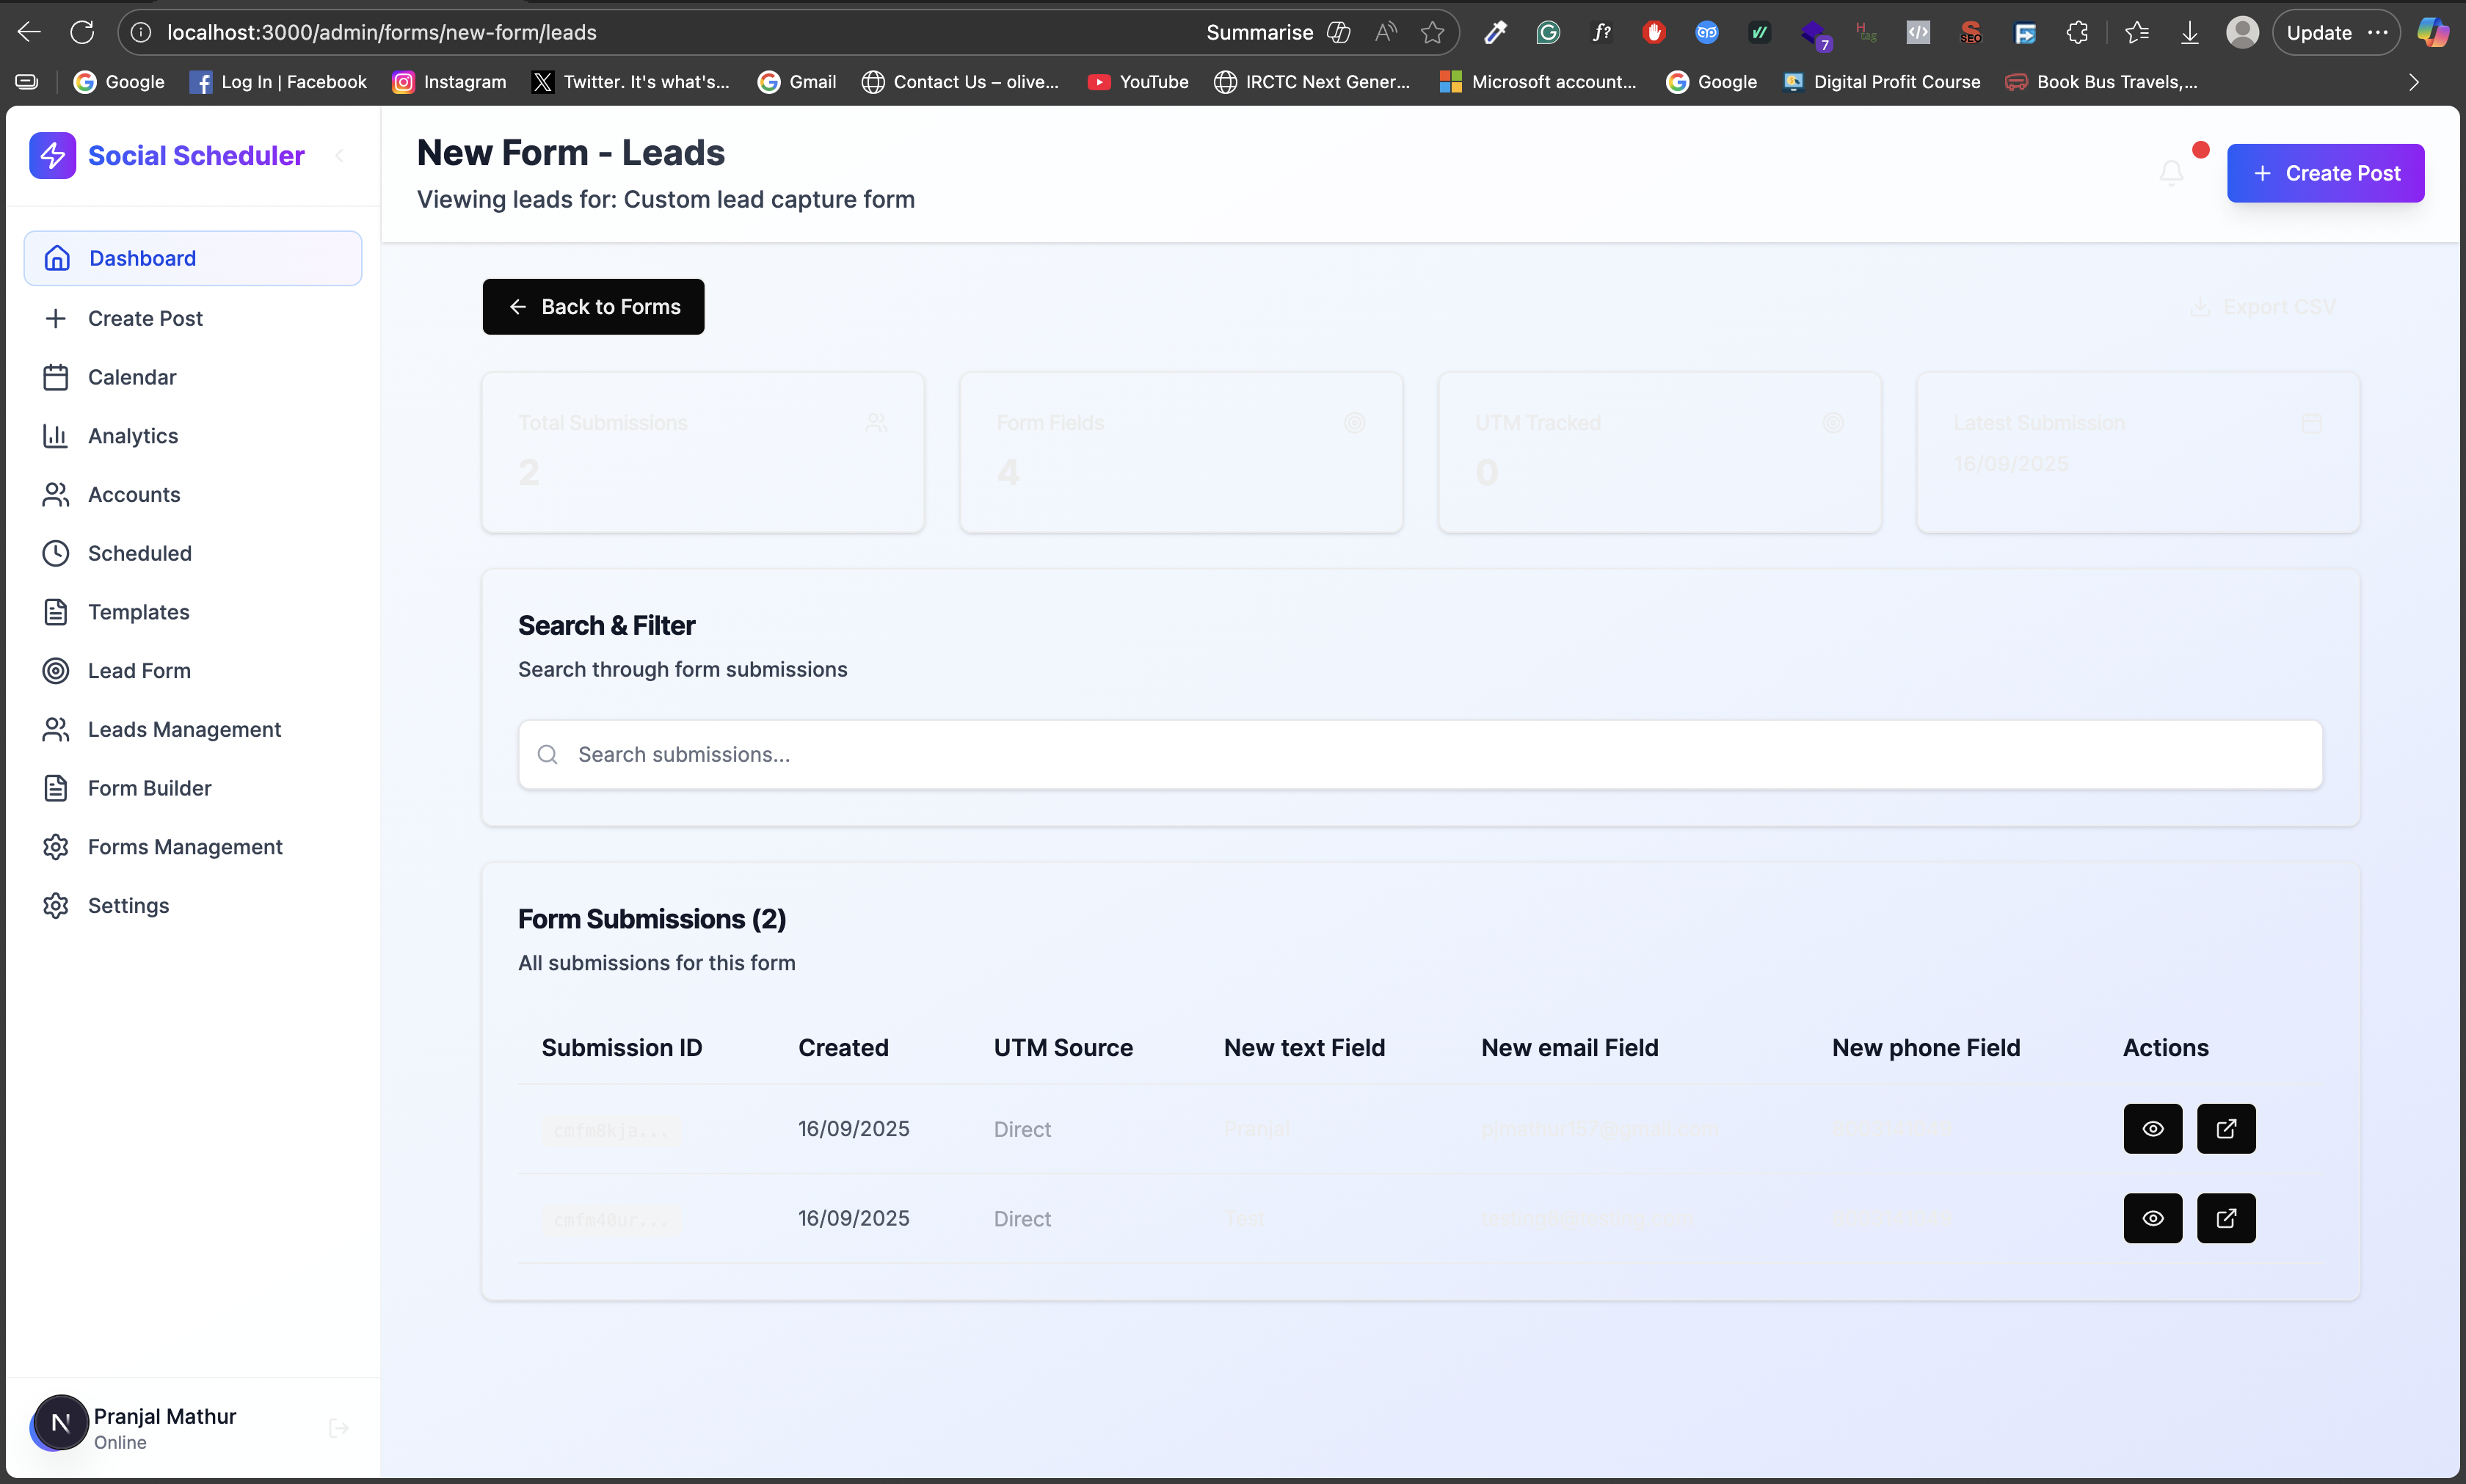 localhost:3000/admin/forms/new-form/leads
Summarise
Update
7
Google
Log In | Facebook
Instagram
Twitter. It's what's...
Gmail
Contact Us – olive...
YouTube
IRCTC Next Gener...
Microsoft account...
Google
Digital Profit Course
Book Bus Travels,...
Social Scheduler
New Form - Leads
Viewing leads for: Custom lead capture form
Create Post
Dashboard
Create Post
Calendar
Analytics
Accounts
Scheduled
Templates
Lead Form
Leads Management
Form Builder
Forms Management
Settings
Pranjal Mathur
Online
Back to Forms
Export CSV
Total Submissions
2
Form Fields
4
UTM Tracked
0
Latest Submission
16/09/2025
Search & Filter
Search through form submissions
Search submissions...
Form Submissions (2)
All submissions for this form
Submission ID Created UTM Source New text Field New email Field New phone Field Actions
cmfm8kja... 16/09/2025 Direct Pranjal pjmathur157@gmail.com
cmfm40ur... 16/09/2025 Direct Test